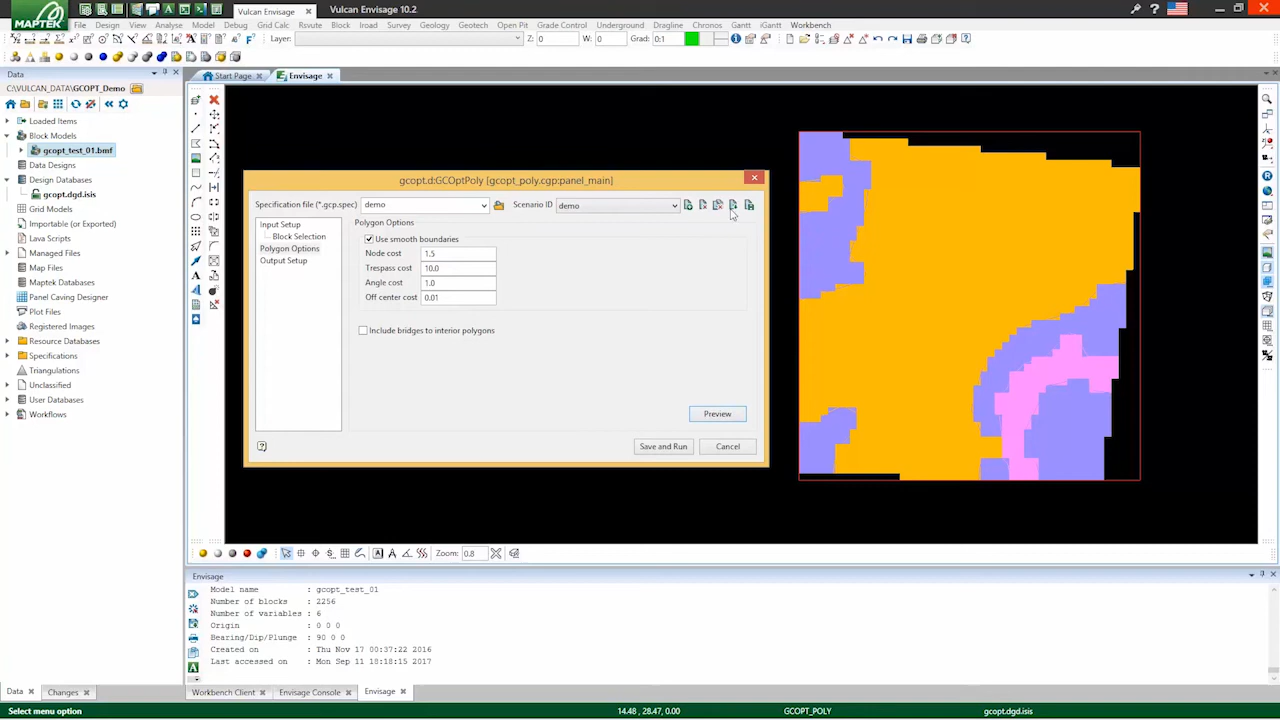 MAPTEK
Vulcan Envisage
Vulcan Envisage 10.2
File Design View Analyse Model Debug Grid Calc Rsvute Block Iroad Survey Geology Geotech Open Pit Grade Control Underground Dragline Chronos Gantt iGantt Workbench
Layer: Z: 0 W: 0 Grad: 0:1
Data
Start Page
Envisage
C:\VULCAN_DATA\GCOPT_Demo
Loaded Items
Block Models
gcopt_test_01.bmf
Data Designs
Design Databases
gcopt.dgd.isis
Grid Models
Importable (or Exported)
Lava Scripts
Managed Files
Map Files
Maptek Databases
Panel Caving Designer
Plot Files
Registered Images
Resource Databases
Specifications
Triangulations
Unclassified
User Databases
Workflows
gcopt.d:GCOptPoly [gcopt_poly.cgp:panel_main]
Specification file (*.gcp.spec) demo Scenario ID demo
Input Setup
Block Selection
Polygon Options
Output Setup
Polygon Options
Use smooth boundaries
Node cost 1.5
Trespass cost 10.0
Angle cost 1.0
Off center cost 0.01
Include bridges to interior polygons
Preview
Save and Run
Cancel
Zoom: 0.8
Envisage
Model name : gcopt_test_01
Number of blocks : 2256
Number of variables : 6
Origin : 0 0 0
Bearing/Dip/Plunge : 90 0 0
Created on : Thu Nov 17 00:37:22 2016
Last accessed on : Mon Sep 11 18:18:15 2017
Data Changes
Workbench Client Envisage Console Envisage
Select menu option 14.48 , 28.47, 0.00 GCOPT_POLY gcopt.dgd.isis